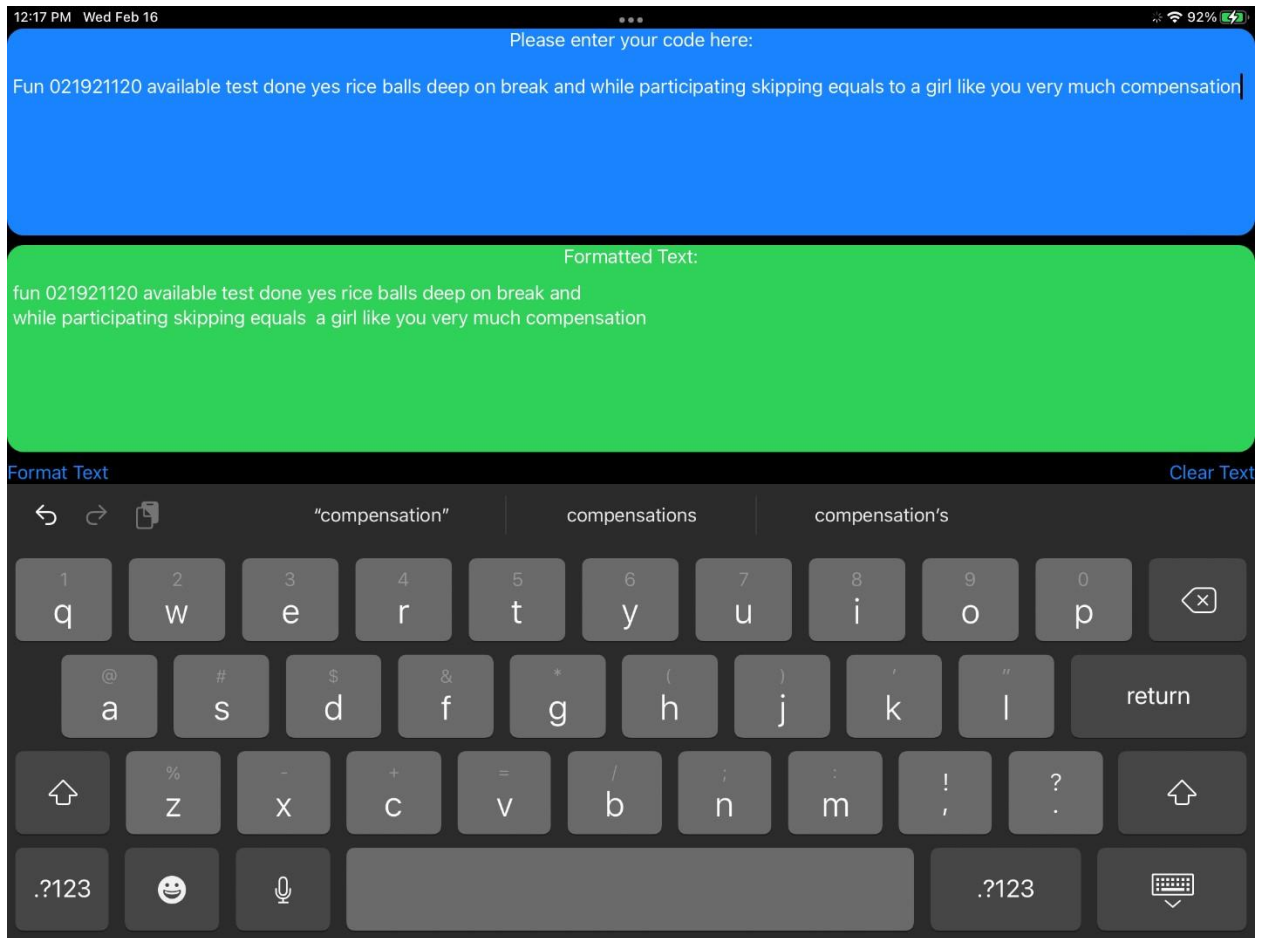 12:17 PM Wed Feb 16
92%
Please enter your code here:
Fun 021921120 available test done yes rice balls deep on break and while participating skipping equals to a girl like you very much compensation
Formatted Text:
fun 021921120 available test done yes rice balls deep on break and
while participating skipping equals  a girl like you very much compensation
Format Text
Clear Text
“compensation”
compensations
compensation’s
1 2 3 4 5 6 7 8 9 0
q w e r t y u i o p
@ # $ & * ( ) ' "
a s d f g h j k l return
% - + = / ; : ! ?
z x c v b n m , .
.?123 .?123